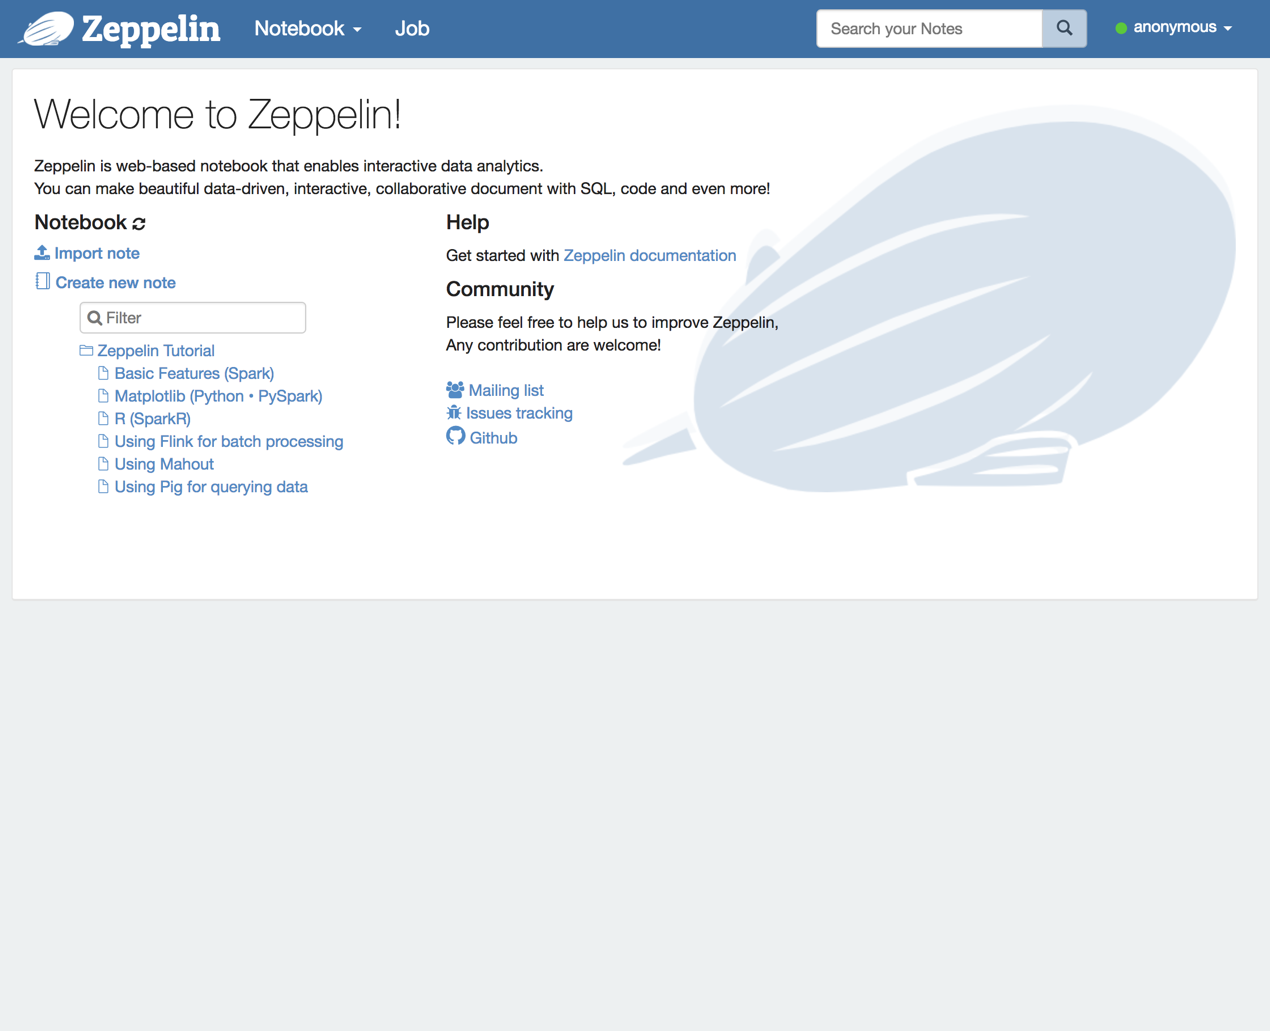 Zeppelin
Notebook
Job
Search your Notes
anonymous
Welcome to Zeppelin!
Zeppelin is web-based notebook that enables interactive data analytics.
You can make beautiful data-driven, interactive, collaborative document with SQL, code and even more!
Notebook
Import note
Create new note
Filter
Zeppelin Tutorial
Basic Features (Spark)
Matplotlib (Python • PySpark)
R (SparkR)
Using Flink for batch processing
Using Mahout
Using Pig for querying data
Help
Get started with Zeppelin documentation
Community
Please feel free to help us to improve Zeppelin,
Any contribution are welcome!
Mailing list
Issues tracking
Github